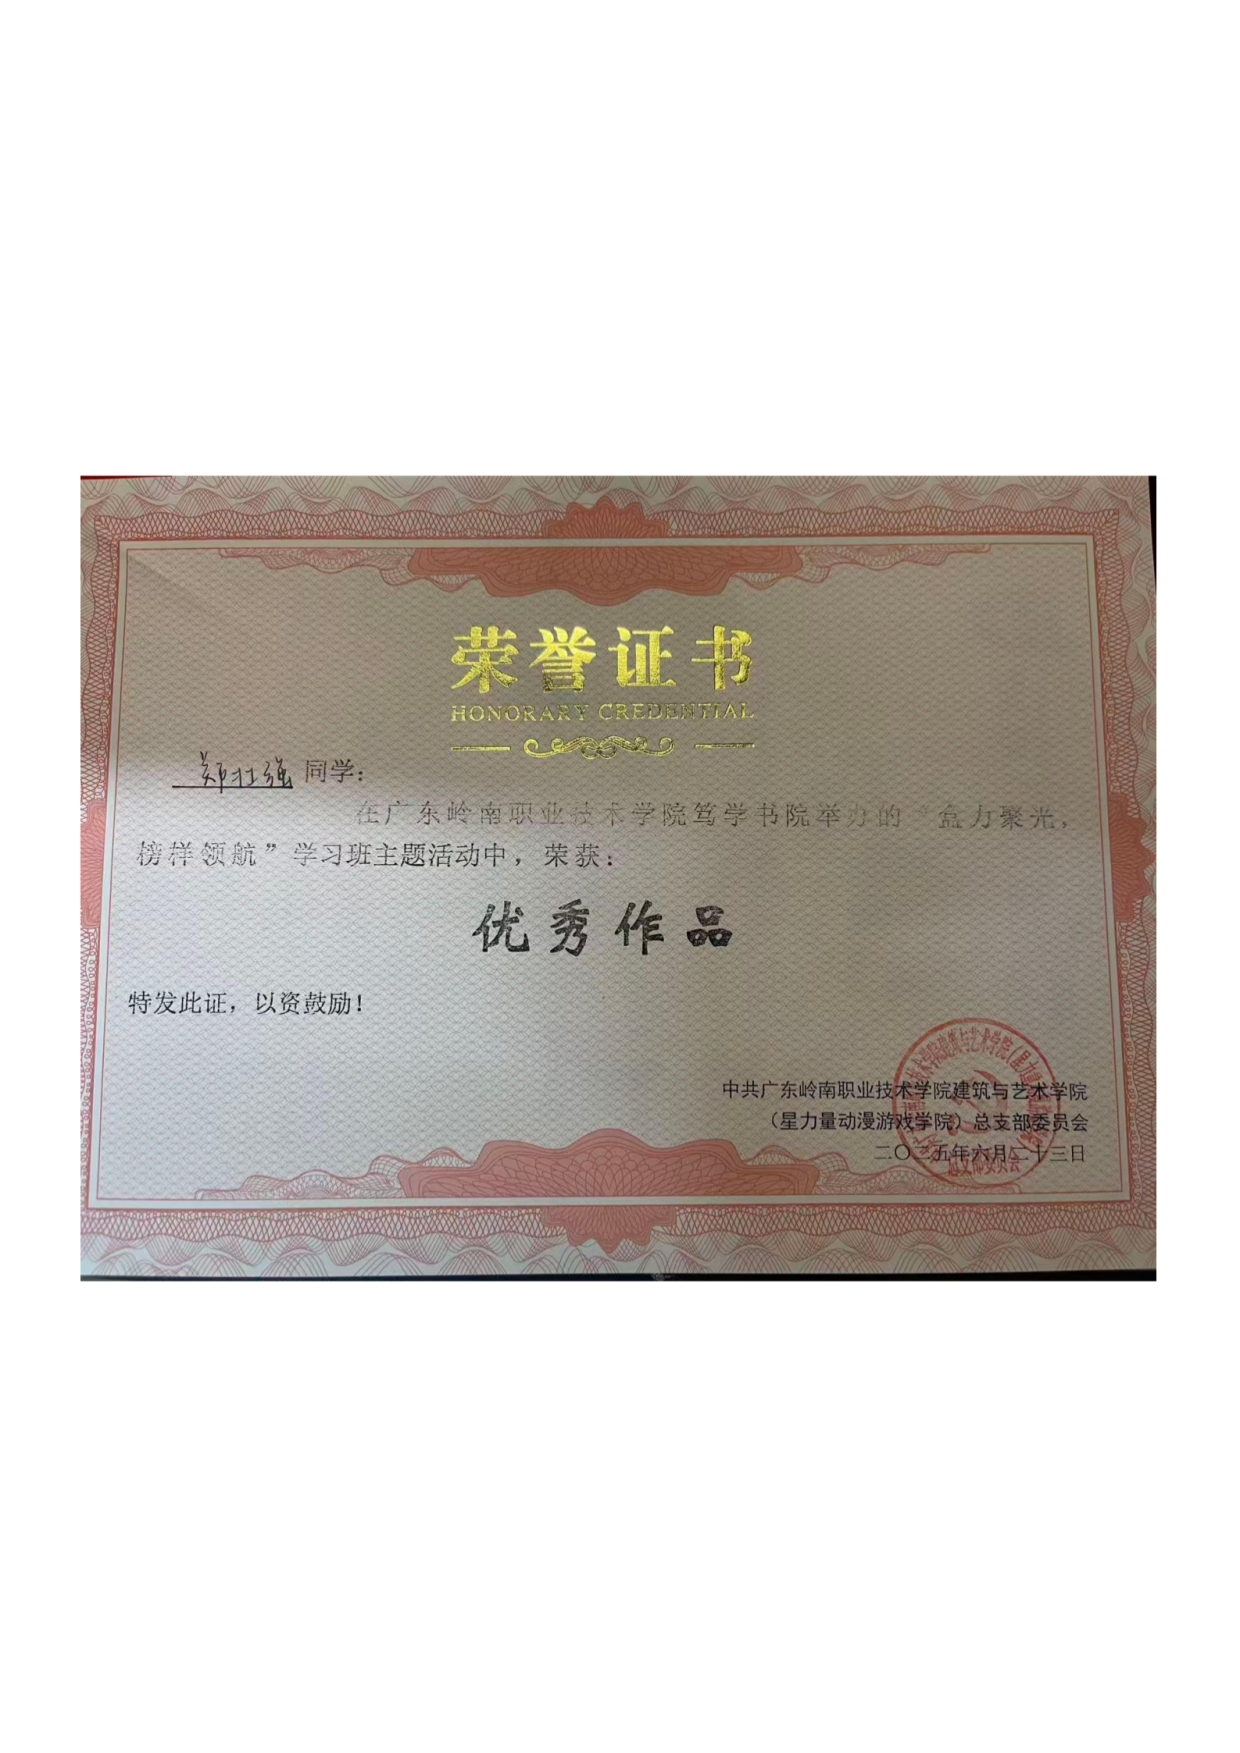 荣誉证书
HONORARY CREDENTIAL
郑壮强 同学：
在广东岭南职业技术学院笃学书院举办的“盒力聚光，
榜样领航”学习班主题活动中，荣获：
优秀作品
特发此证，以资鼓励！
中共广东岭南职业技术学院建筑与艺术学院
（星力量动漫游戏学院）总支部委员会
二〇二五年六月二十三日